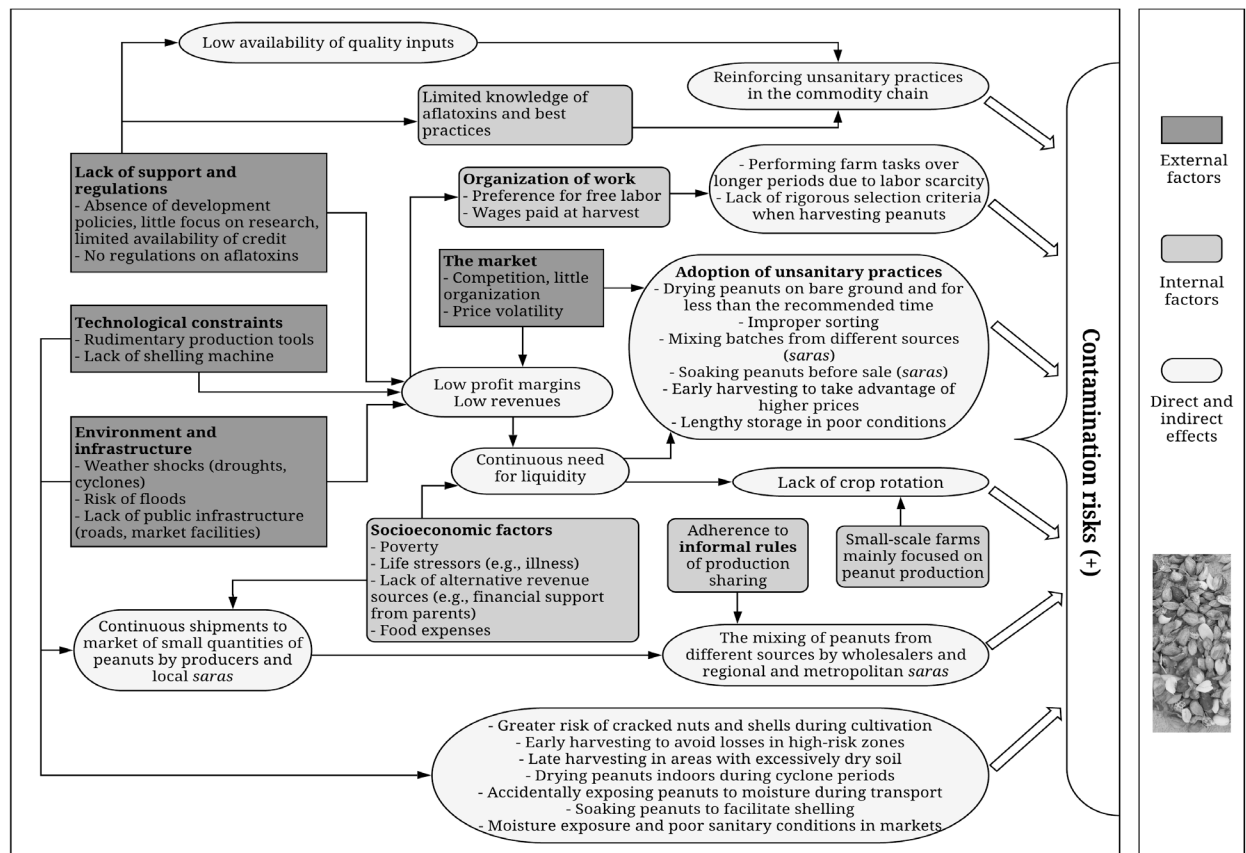 Low availability of quality inputs
Reinforcing unsanitary practices
in the commodity chain
Limited knowledge of
aflatoxins and best
practices
Lack of support and
regulations
- Absence of development
policies, little focus on research,
limited availability of credit
- No regulations on aflatoxins
Organization of work
- Preference for free labor
- Wages paid at harvest
- Performing farm tasks over
longer periods due to labor scarcity
- Lack of rigorous selection criteria
when harvesting peanuts
The market
- Competition, little
organization
- Price volatility
Adoption of unsanitary practices
- Drying peanuts on bare ground and for
less than the recommended time
- Improper sorting
- Mixing batches from different sources
(saras)
- Soaking peanuts before sale (saras)
- Early harvesting to take advantage of
higher prices
- Lengthy storage in poor conditions
Technological constraints
- Rudimentary production tools
- Lack of shelling machine
Low profit margins
Low revenues
Environment and
infrastructure
- Weather shocks (droughts,
cyclones)
- Risk of floods
- Lack of public infrastructure
(roads, market facilities)
Continuous need
for liquidity
Lack of crop rotation
Socioeconomic factors
- Poverty
- Life stressors (e.g., illness)
- Lack of alternative revenue
sources (e.g., financial support
from parents)
- Food expenses
Adherence to
informal rules
of production
sharing
Small-scale farms
mainly focused on
peanut production
Continuous shipments to
market of small quantities of
peanuts by producers and
local saras
The mixing of peanuts from
different sources by wholesalers and
regional and metropolitan saras
- Greater risk of cracked nuts and shells during cultivation
- Early harvesting to avoid losses in high-risk zones
- Late harvesting in areas with excessively dry soil
- Drying peanuts indoors during cyclone periods
- Accidentally exposing peanuts to moisture during transport
- Soaking peanuts to facilitate shelling
- Moisture exposure and poor sanitary conditions in markets
Contamination risks (+)
External
factors
Internal
factors
Direct and
indirect
effects